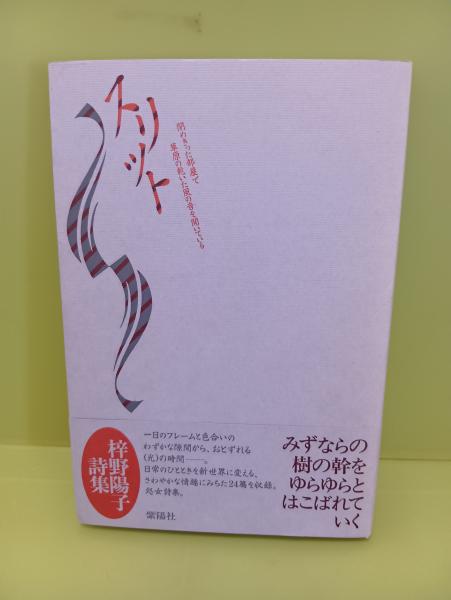 スリット
閉めきった部屋で
草原の乾いた風の音を聞いている
梓野陽子
詩集
一日のフレームと色合いの
わずかな隙間から、おとずれる
〈光〉の時間───。
日常のひとときを新世界に変える、
さわやかな情趣にみちた24篇を収録。
処女詩集。
紫陽社
みずならの
樹の幹を
ゆらゆらと
はこばれて
いく